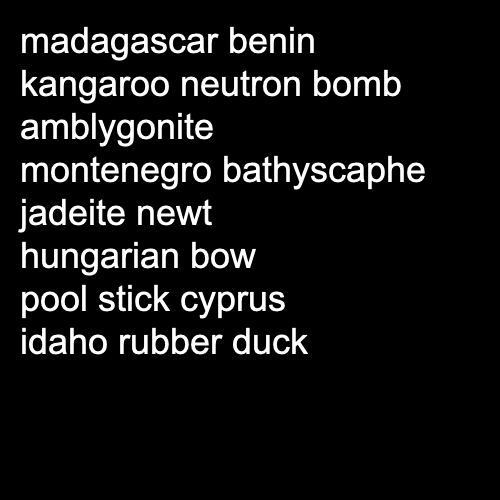 madagascar benin
kangaroo neutron bomb
amblygonite
montenegro bathyscaphe
jadeite newt
hungarian bow
pool stick cyprus
idaho rubber duck